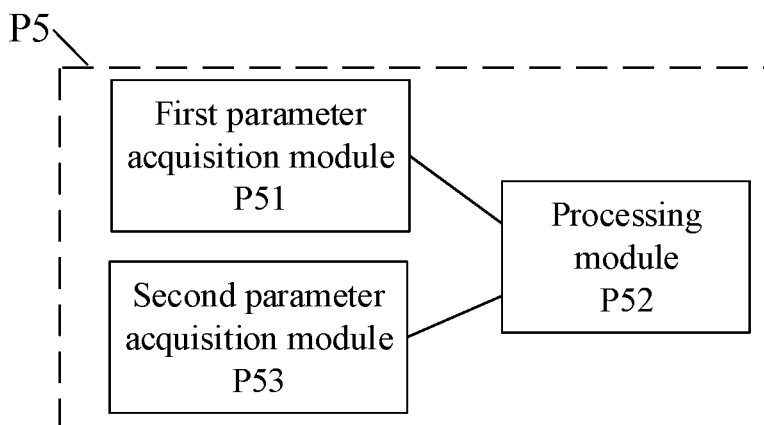 P5
First parameter
acquisition module
P51
Processing
module
P52
Second parameter
acquisition module
P53